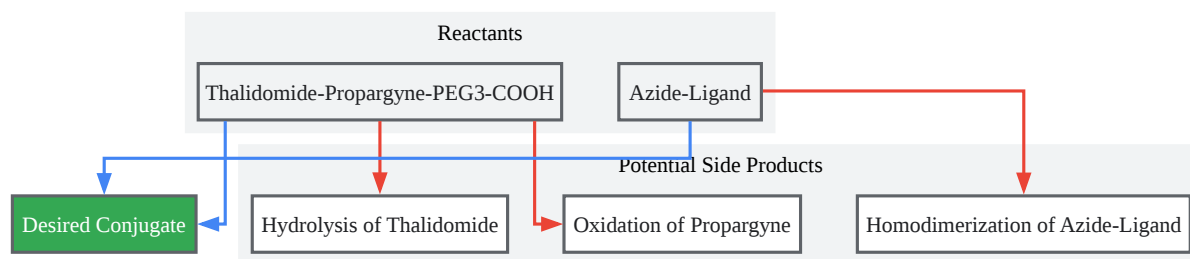 Reactants
Thalidomide-Propargyne-PEG3-COOH
Azide-Ligand
Potential Side Products
Desired Conjugate
Hydrolysis of Thalidomide
Oxidation of Propargyne
Homodimerization of Azide-Ligand